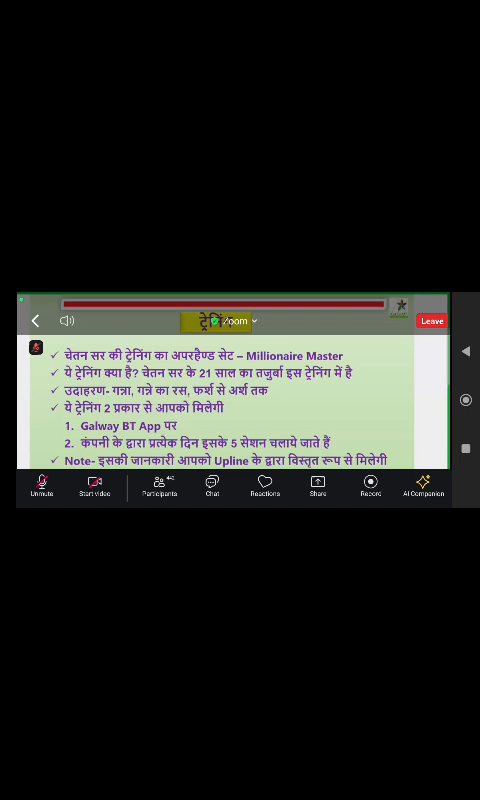 ट्रेनिंग
Zoom
Leave
चेतन सर की ट्रेनिंग का अपरहैण्ड सेट – Millionaire Master
ये ट्रेनिंग क्या है? चेतन सर के 21 साल का तजुर्बा इस ट्रेनिंग में है
उदाहरण- गन्ना, गन्ने का रस, फर्श से अर्श तक
ये ट्रेनिंग 2 प्रकार से आपको मिलेगी
1. Galway BT App पर
2. कंपनी के द्वारा प्रत्येक दिन इसके 5 सेशन चलाये जाते हैं
Note- इसकी जानकारी आपको Upline के द्वारा विस्तृत रूप से मिलेगी
Unmute Start video Participants Chat Reactions Share Record AI Companion